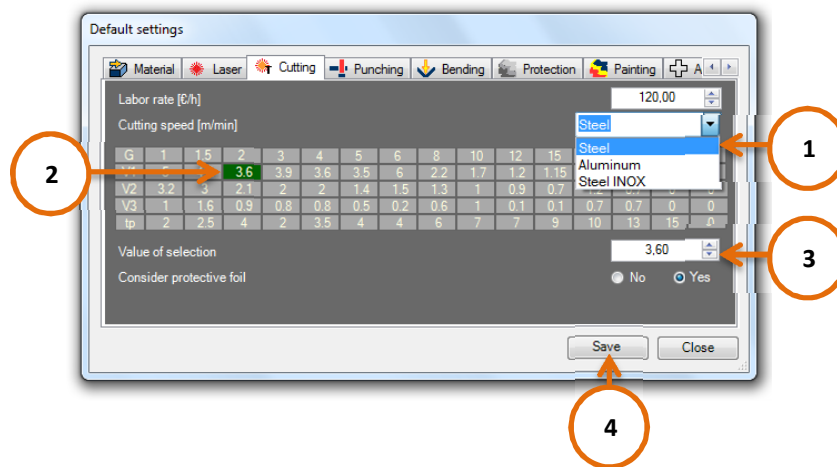 Default settings
Material Laser Cutting Punching Bending Protection Painting A
Labor rate [€/h] 120,00
Cutting speed [m/min] Steel
Steel
Aluminum
Steel INOX
G 1 1.5 2 3 4 5 6 8 10 12 15
V1 3.6 3.9 3.6 3.5 6 2.2 1.7 1.2 1.15
V2 3.2 3 2.1 2 2 1.4 1.5 1.3 1 0.9 0.7
V3 1 1.6 0.9 0.8 0.8 0.5 0.2 0.6 1 0.1 0.1 0.7 0.7 0 0
tp 2 2.5 4 2 3.5 4 4 6 7 7 9 10 13 15
Value of selection 3,60
Consider protective foil No Yes
Save Close
1
2
3
4